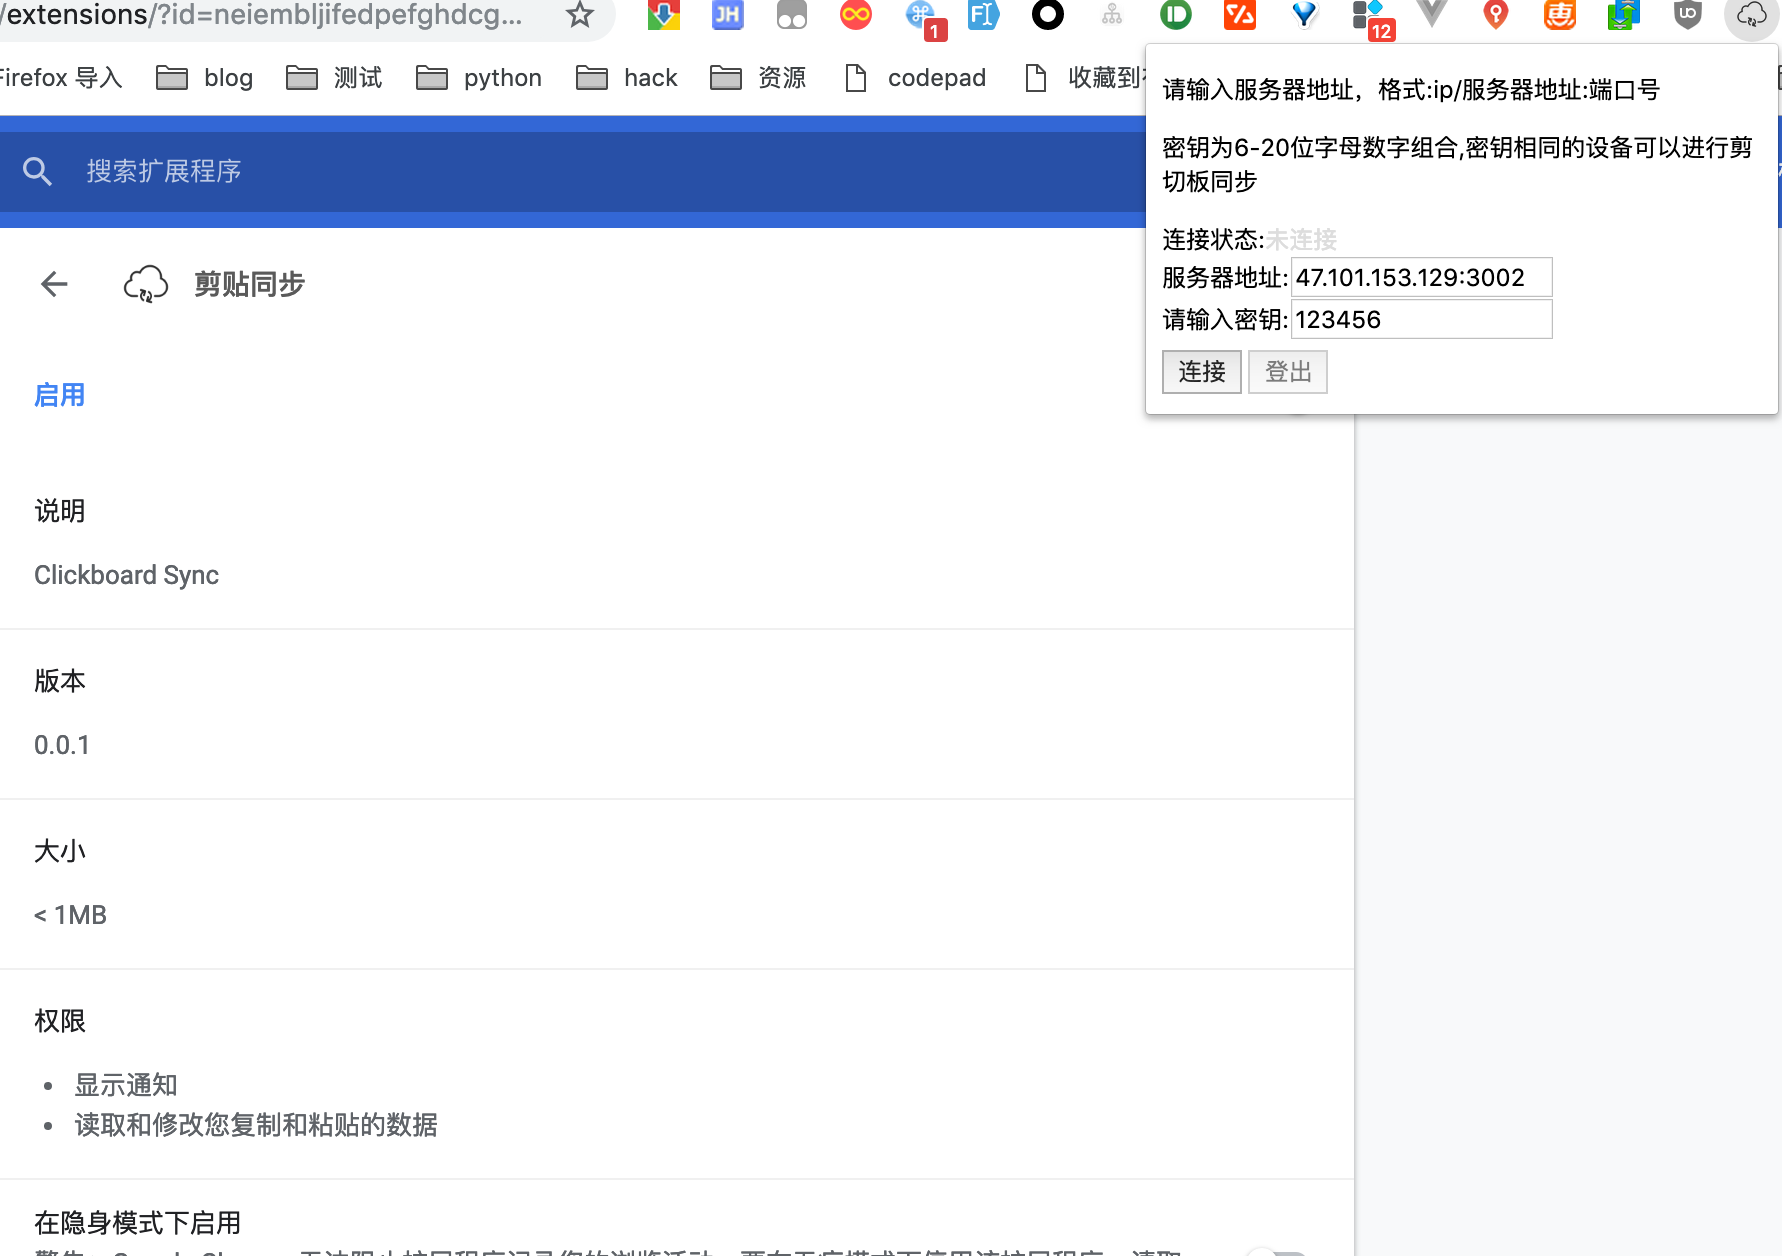 /extensions/?id=neiembljifedpefghdcg...
JH
1
FI
12
惠
Firefox 导入
blog
测试
python
hack
资源
codepad
收藏到
搜索扩展程序
请输入服务器地址，格式:ip/服务器地址:端口号
密钥为6-20位字母数字组合,密钥相同的设备可以进行剪
切板同步
连接状态:未连接
服务器地址: 47.101.153.129:3002
请输入密钥: 123456
连接 登出
剪贴同步
启用
说明
Clickboard Sync
版本
0.0.1
大小
< 1MB
权限
• 显示通知
• 读取和修改您复制和粘贴的数据
在隐身模式下启用